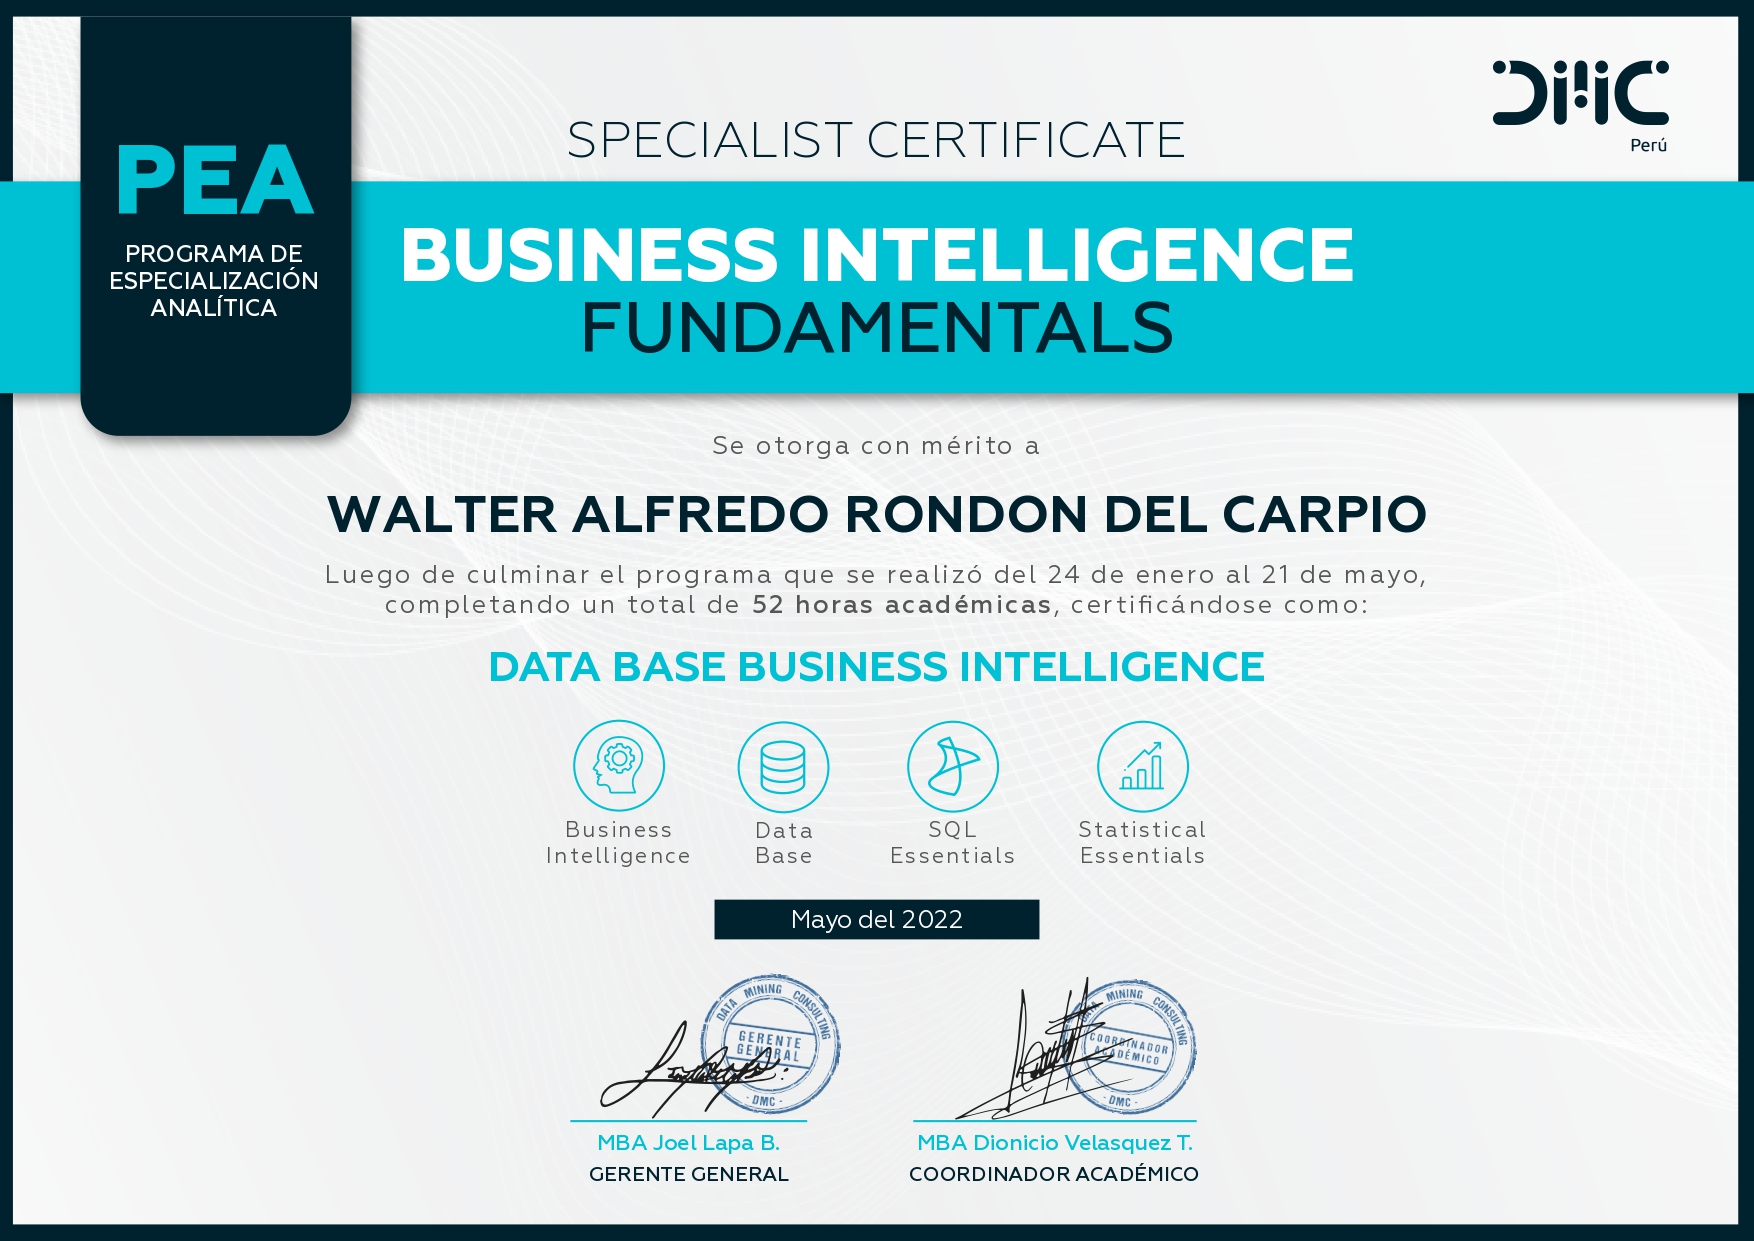 DMC
Perú
PEA
PROGRAMA DE
ESPECIALIZACIÓN
ANALÍTICA
SPECIALIST CERTIFICATE
BUSINESS INTELLIGENCE
FUNDAMENTALS
Se otorga con mérito a
WALTER ALFREDO RONDON DEL CARPIO
Luego de culminar el programa que se realizó del 24 de enero al 21 de mayo,
completando un total de 52 horas académicas, certificándose como:
DATA BASE BUSINESS INTELLIGENCE
Business
Intelligence
Data
Base
SQL
Essentials
Statistical
Essentials
Mayo del 2022
DATA MINING CONSULTING
GERENTE
GENERAL
- DMC -
DATA MINING CONSULTING
COORDINADOR
ACADÉMICO
- DMC -
MBA Joel Lapa B.
GERENTE GENERAL
MBA Dionicio Velasquez T.
COORDINADOR ACADÉMICO